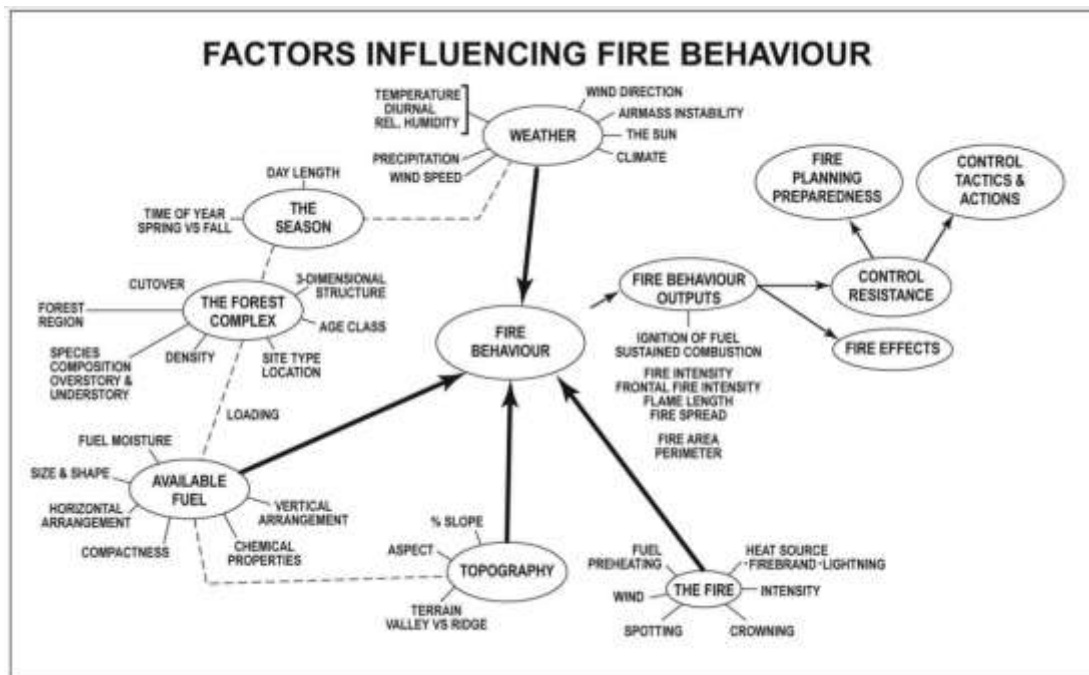 FACTORS INFLUENCING FIRE BEHAVIOUR
TEMPERATURE
DIURNAL
REL. HUMIDITY
PRECIPITATION
WIND SPEED
WEATHER
WIND DIRECTION
AIRMASS INSTABILITY
THE SUN
CLIMATE
DAY LENGTH
TIME OF YEAR
SPRING VS FALL
THE
SEASON
CUTOVER
3-DIMENSIONAL
STRUCTURE
FOREST
REGION
THE FOREST
COMPLEX
AGE CLASS
SPECIES
COMPOSITION
OVERSTORY &
UNDERSTORY
DENSITY
SITE TYPE
LOCATION
LOADING
FUEL MOISTURE
SIZE & SHAPE
AVAILABLE
FUEL
HORIZONTAL
ARRANGEMENT
VERTICAL
ARRANGEMENT
COMPACTNESS
CHEMICAL
PROPERTIES
% SLOPE
ASPECT
TOPOGRAPHY
TERRAIN
VALLEY VS RIDGE
FIRE
BEHAVIOUR
FUEL
PREHEATING
HEAT SOURCE
FIREBRAND-LIGHTNING
WIND
THE FIRE
INTENSITY
SPOTTING
CROWNING
FIRE BEHAVIOUR
OUTPUTS
IGNITION OF FUEL
SUSTAINED COMBUSTION
FIRE INTENSITY
FRONTAL FIRE INTENSITY
FLAME LENGTH
FIRE SPREAD
FIRE AREA
PERIMETER
FIRE
PLANNING
PREPAREDNESS
CONTROL
TACTICS &
ACTIONS
CONTROL
RESISTANCE
FIRE EFFECTS